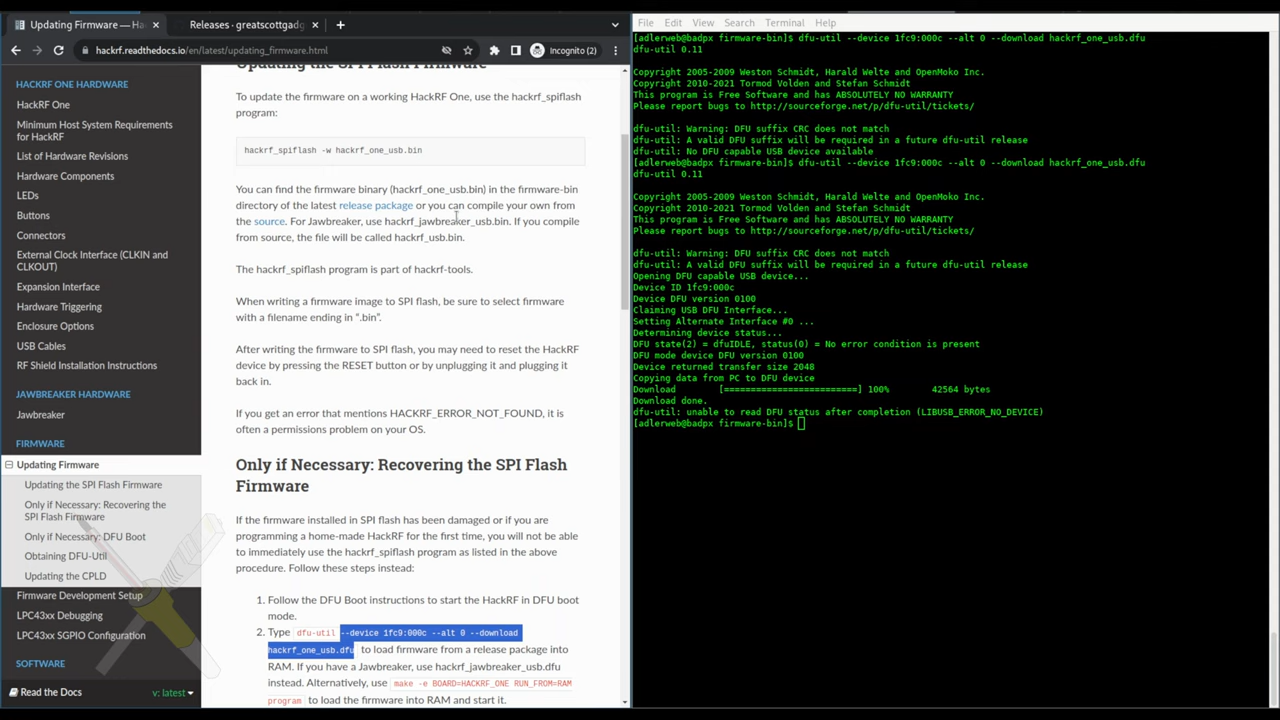 Updating Firmware — Ha
Releases · greatscottgadg
hackrf.readthedocs.io/en/latest/updating_firmware.html
Incognito (2)
HACKRF ONE HARDWARE
HackRF One
Minimum Host System Requirements
for HackRF
List of Hardware Revisions
Hardware Components
LEDs
Buttons
Connectors
External Clock Interface (CLKIN and
CLKOUT)
Expansion Interface
Hardware Triggering
Enclosure Options
USB Cables
RF Shield Installation Instructions
JAWBREAKER HARDWARE
Jawbreaker
FIRMWARE
Updating Firmware
Updating the SPI Flash Firmware
Only if Necessary: Recovering the
SPI Flash Firmware
Only if Necessary: DFU Boot
Obtaining DFU-Util
Updating the CPLD
Firmware Development Setup
LPC43xx Debugging
LPC43xx SGPIO Configuration
SOFTWARE
Read the Docs
v: latest
Updating the SPI Flash Firmware
To update the firmware on a working HackRF One, use the hackrf_spiflash
program:
hackrf_spiflash -w hackrf_one_usb.bin
You can find the firmware binary (hackrf_one_usb.bin) in the firmware-bin
directory of the latest release package or you can compile your own from
the source. For Jawbreaker, use hackrf_jawbreaker_usb.bin. If you compile
from source, the file will be called hackrf_usb.bin.
The hackrf_spiflash program is part of hackrf-tools.
When writing a firmware image to SPI flash, be sure to select firmware
with a filename ending in “.bin”.
After writing the firmware to SPI flash, you may need to reset the HackRF
device by pressing the RESET button or by unplugging it and plugging it
back in.
If you get an error that mentions HACKRF_ERROR_NOT_FOUND, it is
often a permissions problem on your OS.
Only if Necessary: Recovering the SPI Flash
Firmware
If the firmware installed in SPI flash has been damaged or if you are
programming a home-made HackRF for the first time, you will not be able
to immediately use the hackrf_spiflash program as listed in the above
procedure. Follow these steps instead:
1. Follow the DFU Boot instructions to start the HackRF in DFU boot
mode.
2. Type dfu-util --device 1fc9:000c --alt 0 --download
hackrf_one_usb.dfu to load firmware from a release package into
RAM. If you have a Jawbreaker, use hackrf_jawbreaker_usb.dfu
instead. Alternatively, use make -e BOARD=HACKRF_ONE RUN_FROM=RAM
program to load the firmware into RAM and start it.
File Edit View Search Terminal Help
[adlerweb@badpx firmware-bin]$ dfu-util --device 1fc9:000c --alt 0 --download hackrf_one_usb.dfu
dfu-util 0.11
Copyright 2005-2009 Weston Schmidt, Harald Welte and OpenMoko Inc.
Copyright 2010-2021 Tormod Volden and Stefan Schmidt
This program is Free Software and has ABSOLUTELY NO WARRANTY
Please report bugs to http://sourceforge.net/p/dfu-util/tickets/
dfu-util: Warning: DFU suffix CRC does not match
dfu-util: A valid DFU suffix will be required in a future dfu-util release
dfu-util: No DFU capable USB device available
[adlerweb@badpx firmware-bin]$ dfu-util --device 1fc9:000c --alt 0 --download hackrf_one_usb.dfu
dfu-util 0.11
Copyright 2005-2009 Weston Schmidt, Harald Welte and OpenMoko Inc.
Copyright 2010-2021 Tormod Volden and Stefan Schmidt
This program is Free Software and has ABSOLUTELY NO WARRANTY
Please report bugs to http://sourceforge.net/p/dfu-util/tickets/
dfu-util: Warning: DFU suffix CRC does not match
dfu-util: A valid DFU suffix will be required in a future dfu-util release
Opening DFU capable USB device...
Device ID 1fc9:000c
Device DFU version 0100
Claiming USB DFU Interface...
Setting Alternate Interface #0 ...
Determining device status...
DFU state(2) = dfuIDLE, status(0) = No error condition is present
DFU mode device DFU version 0100
Device returned transfer size 2048
Copying data from PC to DFU device
Download [=========================] 100% 42564 bytes
Download done.
dfu-util: unable to read DFU status after completion (LIBUSB_ERROR_NO_DEVICE)
[adlerweb@badpx firmware-bin]$